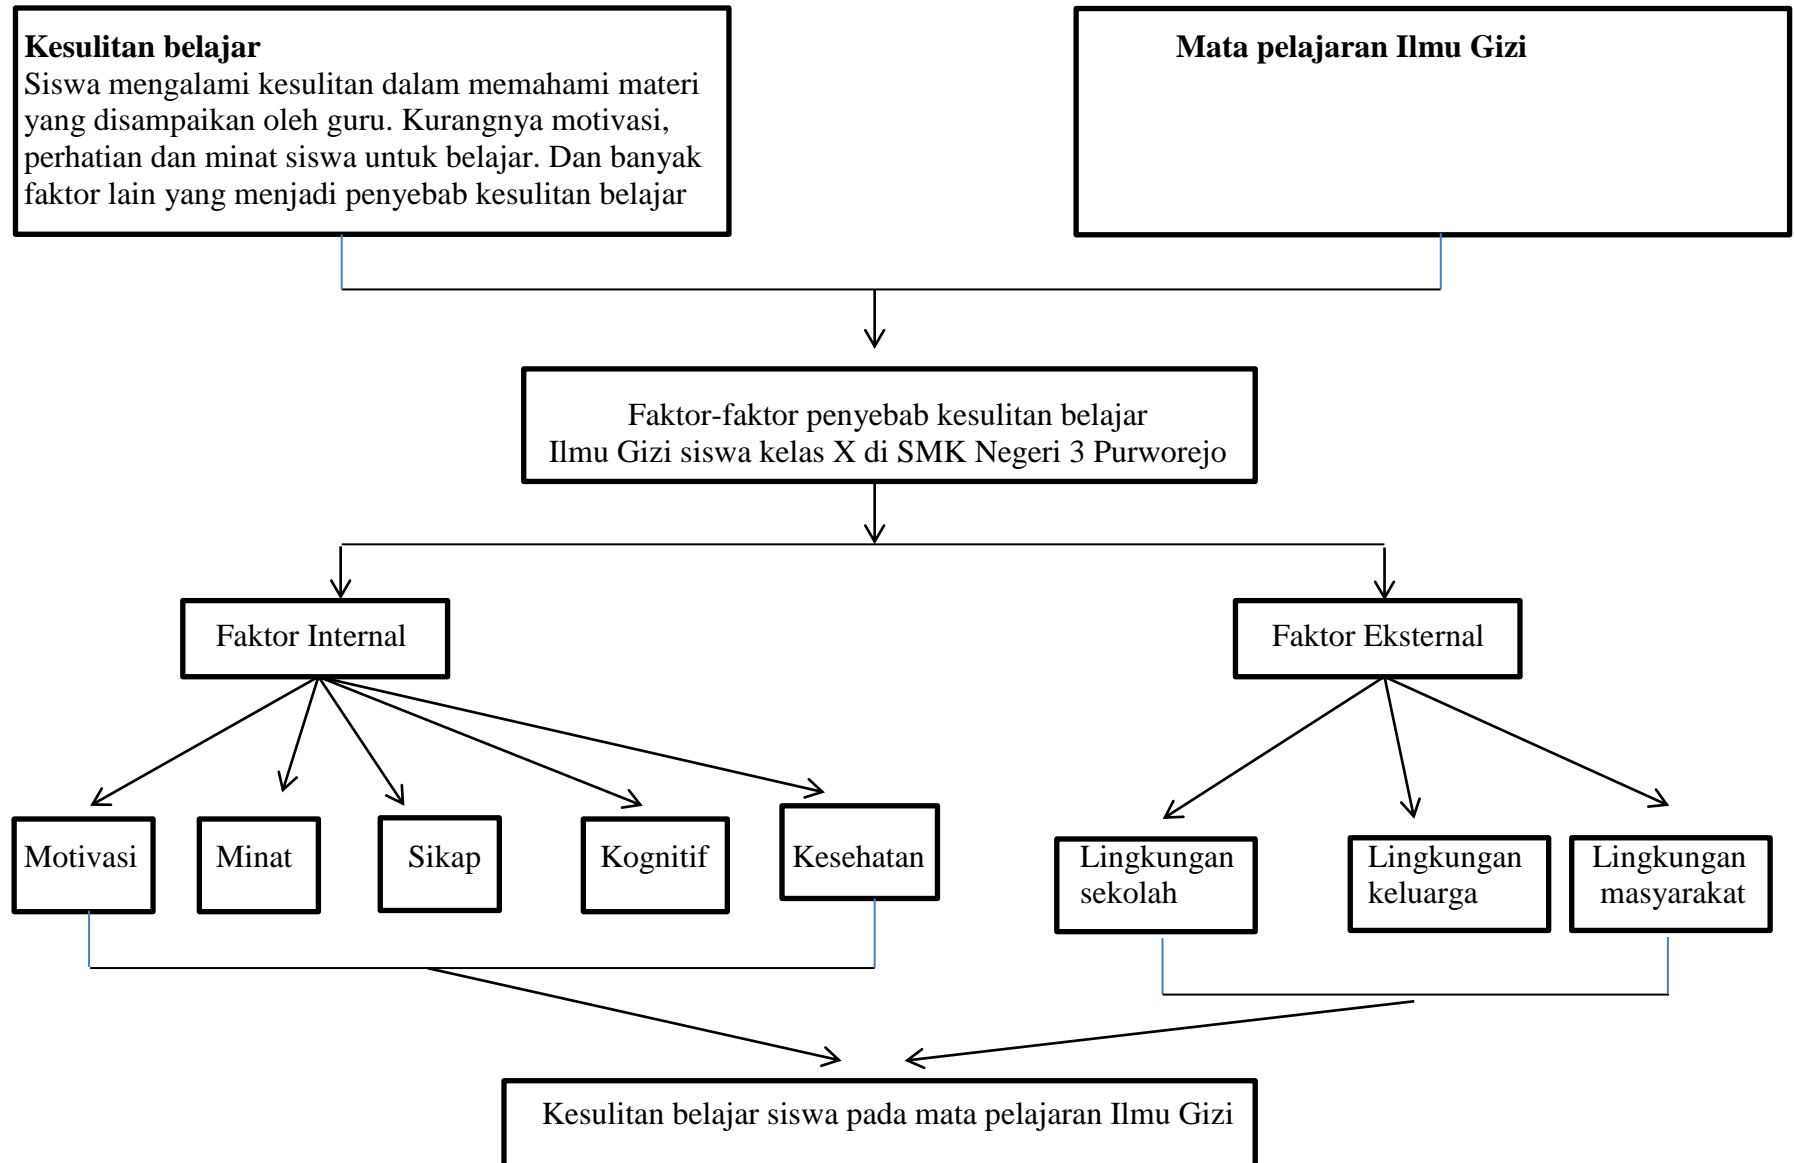 Kesulitan belajar
Siswa mengalami kesulitan dalam memahami materi
yang disampaikan oleh guru. Kurangnya motivasi,
perhatian dan minat siswa untuk belajar. Dan banyak
faktor lain yang menjadi penyebab kesulitan belajar
Mata pelajaran Ilmu Gizi
Faktor-faktor penyebab kesulitan belajar
Ilmu Gizi siswa kelas X di SMK Negeri 3 Purworejo
Faktor Internal
Faktor Eksternal
Motivasi
Minat
Sikap
Kognitif
Kesehatan
Lingkungan
sekolah
Lingkungan
keluarga
Lingkungan
masyarakat
Kesulitan belajar siswa pada mata pelajaran Ilmu Gizi